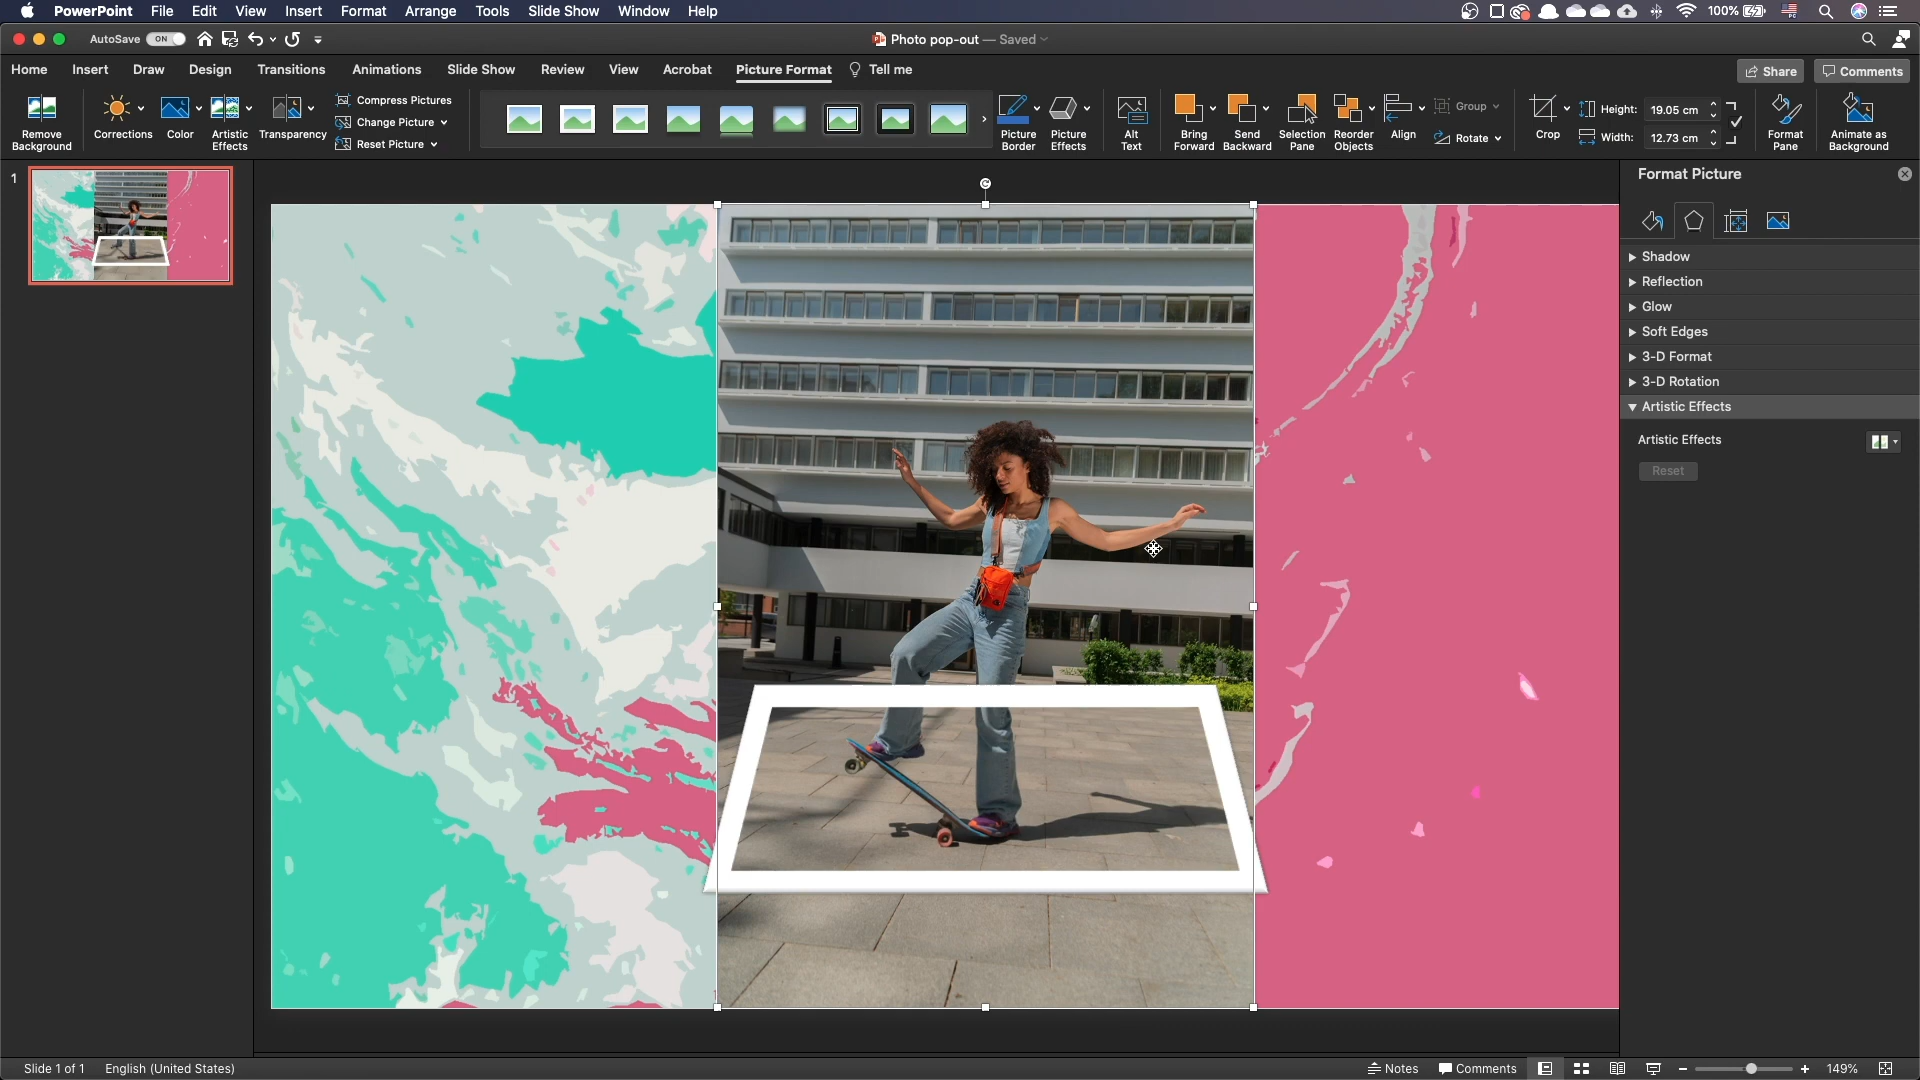 PowerPoint File Edit View Insert Format Arrange Tools Slide Show Window Help 100%
AutoSave ON Photo pop-out — Saved
Home Insert Draw Design Transitions Animations Slide Show Review View Acrobat Picture Format Tell me Share Comments
Remove Background
Corrections
Color
Artistic Effects
Transparency
Compress Pictures
Change Picture
Reset Picture
Picture Border
Picture Effects
Alt Text
Bring Forward
Send Backward
Selection Pane
Reorder Objects
Align
Group
Rotate
Crop
Height: 19.05 cm
Width: 12.73 cm
Format Pane
Animate as Background
1
Format Picture
Shadow
Reflection
Glow
Soft Edges
3-D Format
3-D Rotation
Artistic Effects
Artistic Effects
Reset
Slide 1 of 1 English (United States) Notes Comments 149%